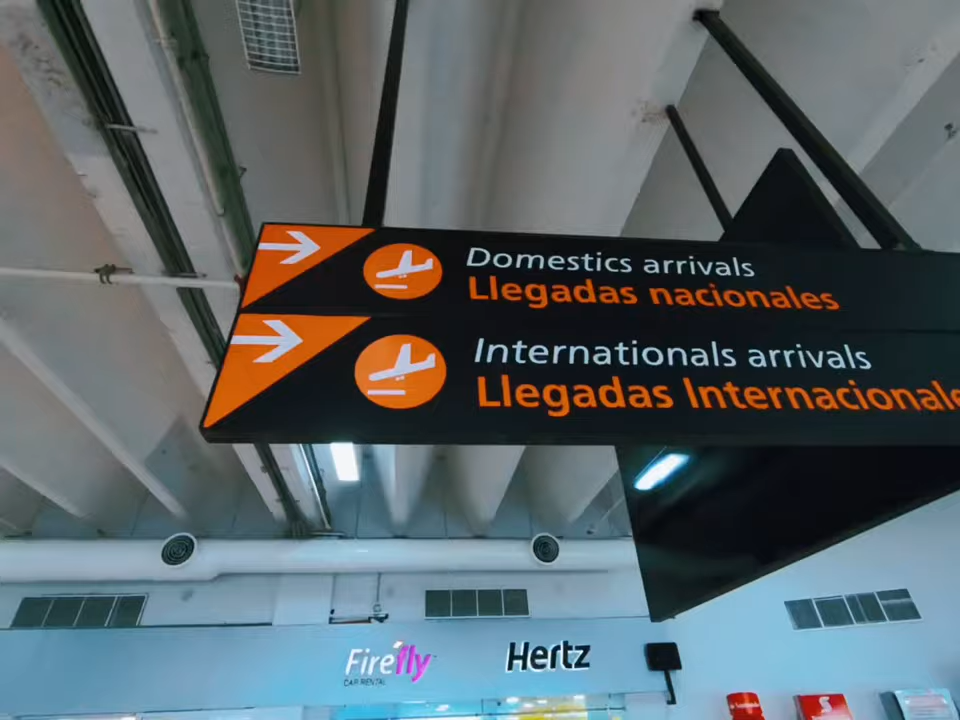 Domestics arrivals
Llegadas nacionales
Internationals arrivals
Llegadas Internacionale
Firefly
CAR RENTAL
Hertz